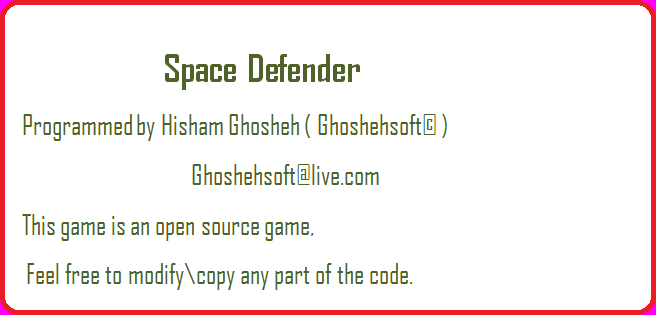 Space Defender
Programmed by Hisham Ghosheh ( Ghoshehsoft© )
Ghoshehsoft@live.com
This game is an open source game,
Feel free to modify\copy any part of the code.